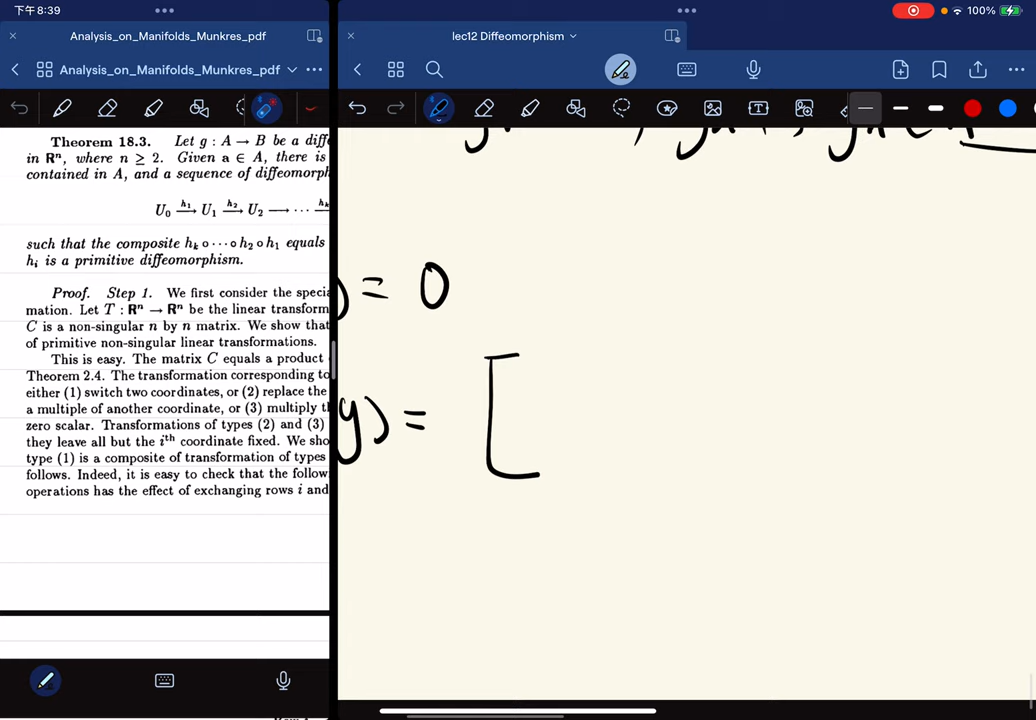 下午8:39
100%
Analysis_on_Manifolds_Munkres_pdf
lec12 Diffeomorphism
Analysis_on_Manifolds_Munkres_pdf
Theorem 18.3. Let g : A → B be a diffe
in Rⁿ, where n ≥ 2. Given a ∈ A, there is
contained in A, and a sequence of diffeomorph
U₀ →h₁ U₁ →h₂ U₂ → ⋯ →hₖ
such that the composite hₖ ∘ ⋯ ∘ h₂ ∘ h₁ equals
hᵢ is a primitive diffeomorphism.
Proof. Step 1. We first consider the specia
mation. Let T : Rⁿ → Rⁿ be the linear transform
C is a non-singular n by n matrix. We show that
of primitive non-singular linear transformations.
This is easy. The matrix C equals a product
Theorem 2.4. The transformation corresponding to
either (1) switch two coordinates, or (2) replace the
a multiple of another coordinate, or (3) multiply t
zero scalar. Transformations of types (2) and (3)
they leave all but the iᵗʰ coordinate fixed. We sho
type (1) is a composite of transformation of types
follows. Indeed, it is easy to check that the follow
operations has the effect of exchanging rows i and
) = 0
y) = [